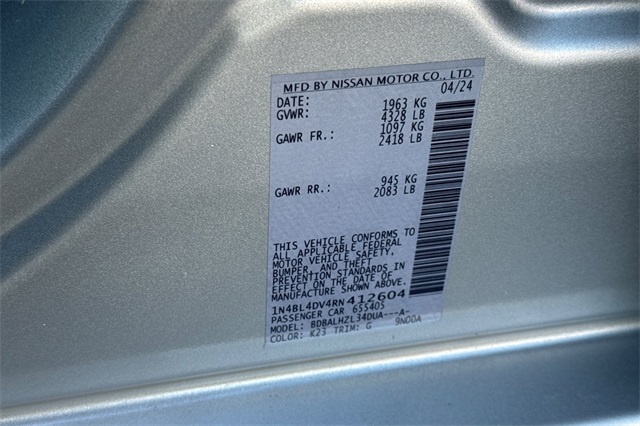 MFD BY NISSAN MOTOR CO., LTD.
DATE: 04/24
GVWR: 1963 KG
4328 LB
GAWR FR.: 1097 KG
2418 LB
GAWR RR.: 945 KG
2083 LB
THIS VEHICLE CONFORMS TO
ALL APPLICABLE FEDERAL
MOTOR VEHICLE SAFETY,
BUMPER, AND THEFT
PREVENTION STANDARDS IN
EFFECT ON THE DATE OF
MANUFACTURE SHOWN ABOVE.
1N4BL4DV4RN412604
PASSENGER CAR 655405
MODEL: BDBALHZL34DUA---A-
COLOR: K23 TRIM: G 9NODA